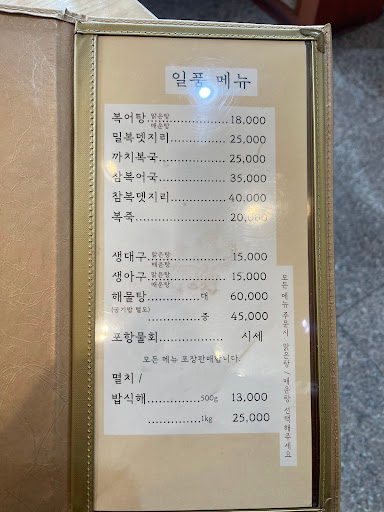 일품 메뉴
복어탕 맑은탕 매운탕 .................... 18,000
밀복뎃지리 .................... 25,000
까치복국 .................... 25,000
삼복어국 .................... 35,000
참복뎃지리 .................... 40,000
복죽 .................... 20,000
생대구 맑은탕 매운탕 .................... 15,000
생아구 맑은탕 매운탕 .................... 15,000
해물탕 .................... 대 60,000
(공기밥 별도) .................... 중 45,000
포항물회 .................... 시세
모든 메뉴 포장판매됩니다.
멸치 /
밥식해 .................... 500g 13,000
.................... 1kg 25,000
모든 메뉴 주문시 맑은탕/매운탕 선택해주세요